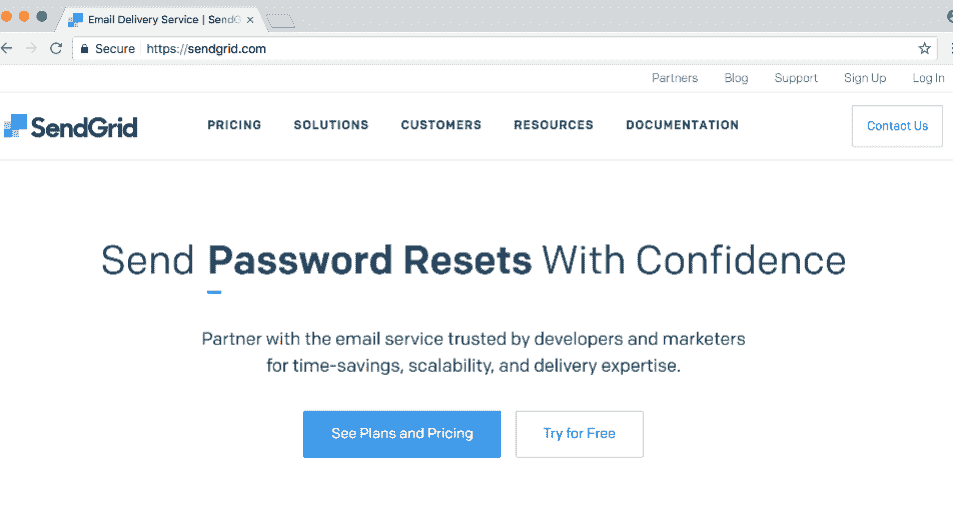 Email Delivery Service | SendG
Secure https://sendgrid.com
Partners Blog Support Sign Up Log In
SendGrid PRICING SOLUTIONS CUSTOMERS RESOURCES DOCUMENTATION Contact Us
Send Password Resets With Confidence
Partner with the email service trusted by developers and marketers
for time-savings, scalability, and delivery expertise.
See Plans and Pricing Try for Free